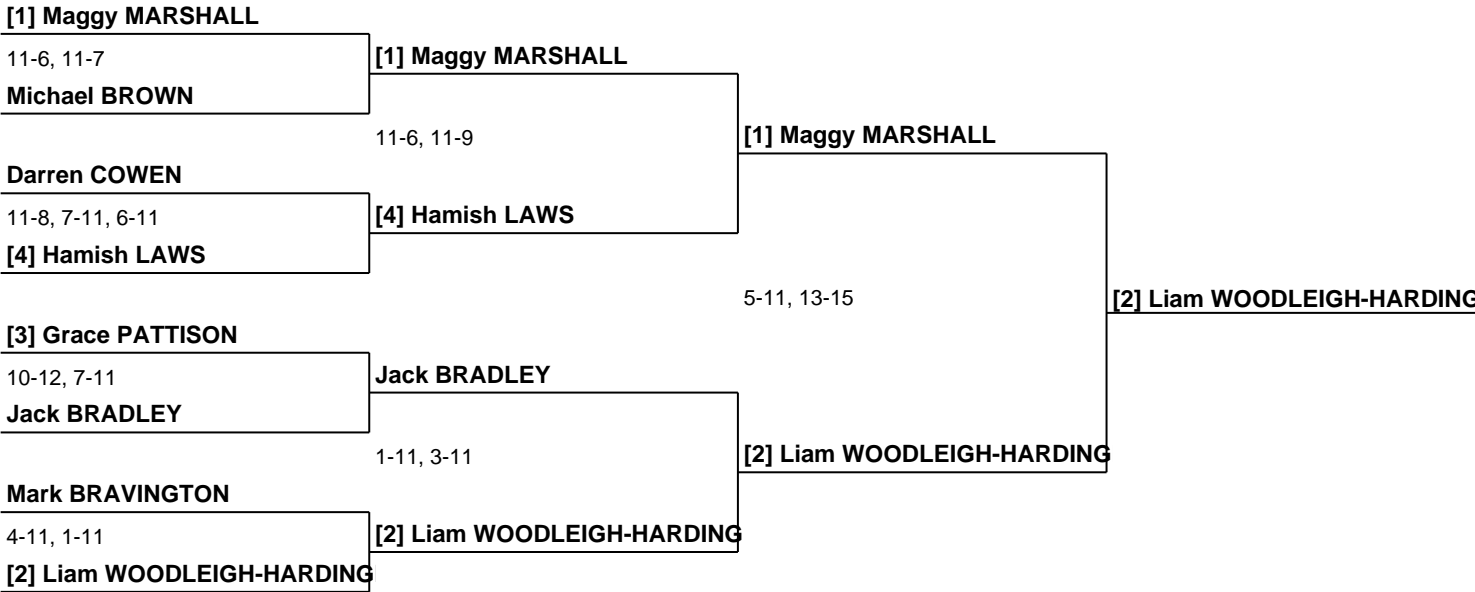 [1] Maggy MARSHALL
11-6, 11-7
Michael BROWN
Darren COWEN
11-8, 7-11, 6-11
[4] Hamish LAWS
[3] Grace PATTISON
10-12, 7-11
Jack BRADLEY
Mark BRAVINGTON
4-11, 1-11
[2] Liam WOODLEIGH-HARDING
[1] Maggy MARSHALL
11-6, 11-9
[4] Hamish LAWS
Jack BRADLEY
1-11, 3-11
[2] Liam WOODLEIGH-HARDING
[1] Maggy MARSHALL
5-11, 13-15
[2] Liam WOODLEIGH-HARDING
[2] Liam WOODLEIGH-HARDING